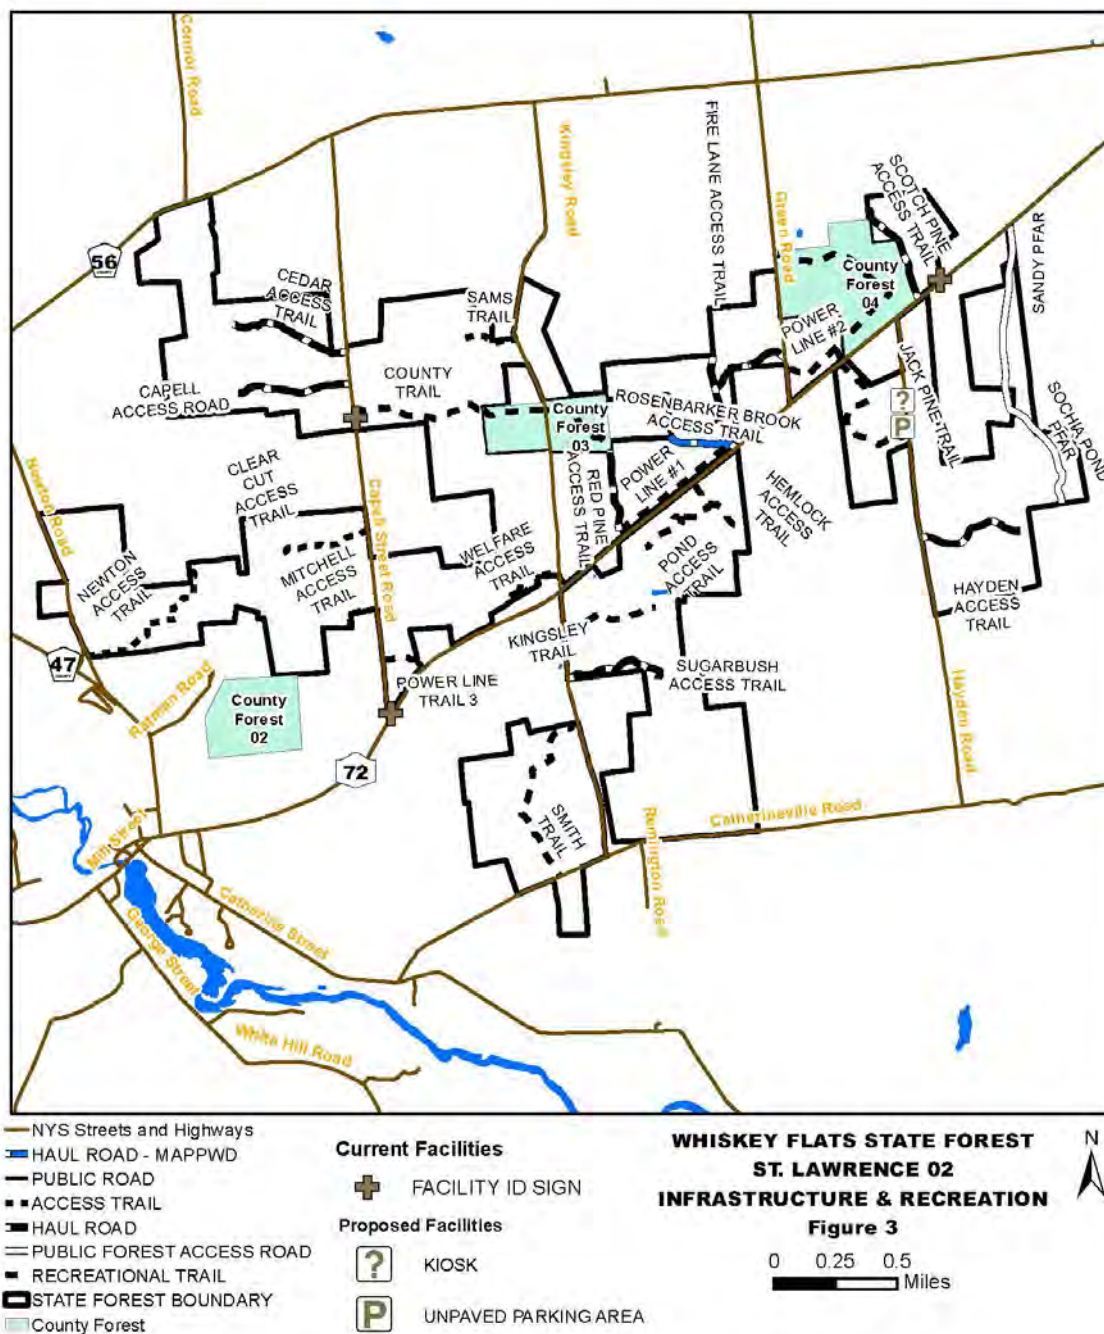 Connor Road
Kingsley Road
FIRE LANE ACCESS TRAIL
Green Road
SCOTCH PINE
ACCESS TRAIL
SANDY PFAR
56
COUNTY
CEDAR
ACCESS
TRAIL
SAMS
TRAIL
County
Forest
04
POWER
LINE #2
JACK PINE TRAIL
CAPELL
ACCESS ROAD
COUNTY
TRAIL
County
Forest
03
ROSENBARKER BROOK
ACCESS TRAIL
?
P
SOCHIA POND
PFAR
Newton Road
CLEAR
CUT
ACCESS
TRAIL
Capell Street Road
RED PINE
ACCESS TRAIL
POWER
LINE #1
HEMLOCK
ACCESS
TRAIL
NEWTON
ACCESS
TRAIL
MITCHELL
ACCESS
TRAIL
WELFARE
ACCESS
TRAIL
POND
ACCESS
TRAIL
HAYDEN
ACCESS
TRAIL
47
COUNTY
Ratman Road
County
Forest
02
POWER LINE
TRAIL 3
KINGSLEY
TRAIL
SUGARBUSH
ACCESS TRAIL
Hayden Road
72
SMITH
TRAIL
Remington Road
Catherineville Road
Mill Street
Catherine Street
George Street
White Hill Road
NYS Streets and Highways
HAUL ROAD - MAPPWD
PUBLIC ROAD
ACCESS TRAIL
HAUL ROAD
PUBLIC FOREST ACCESS ROAD
RECREATIONAL TRAIL
STATE FOREST BOUNDARY
County Forest
Current Facilities
FACILITY ID SIGN
Proposed Facilities
? KIOSK
P UNPAVED PARKING AREA
WHISKEY FLATS STATE FOREST
ST. LAWRENCE 02
INFRASTRUCTURE & RECREATION
Figure 3
0 0.25 0.5
Miles
N